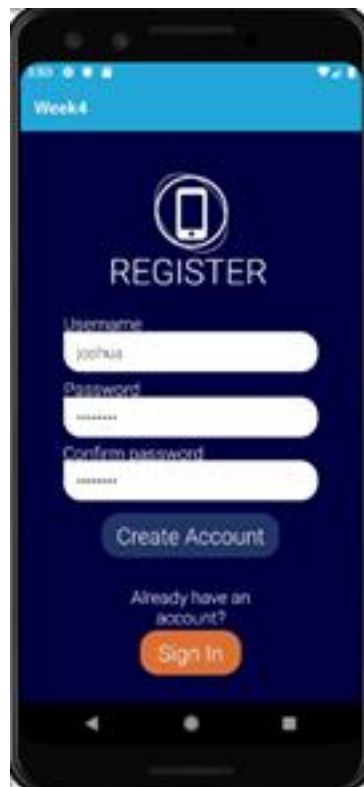 Week4
REGISTER
Username
joshua
Password
••••••••
Confirm password
••••••••
Create Account
Already have an
account?
Sign In